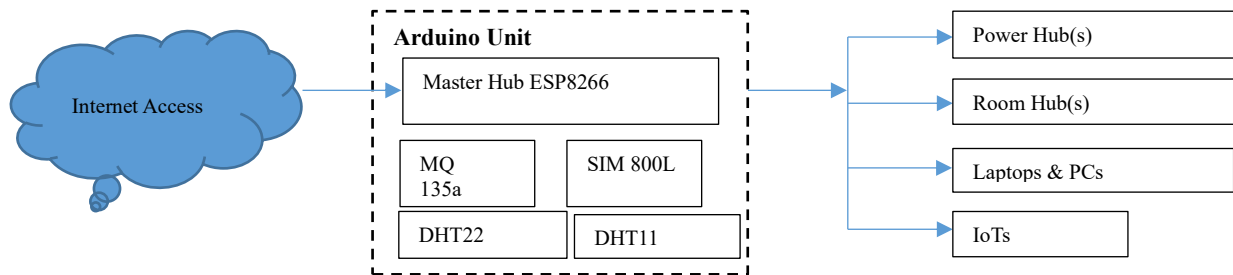 Internet Access
Arduino Unit
Master Hub ESP8266
MQ
135a
SIM 800L
DHT22
DHT11
Power Hub(s)
Room Hub(s)
Laptops & PCs
IoTs